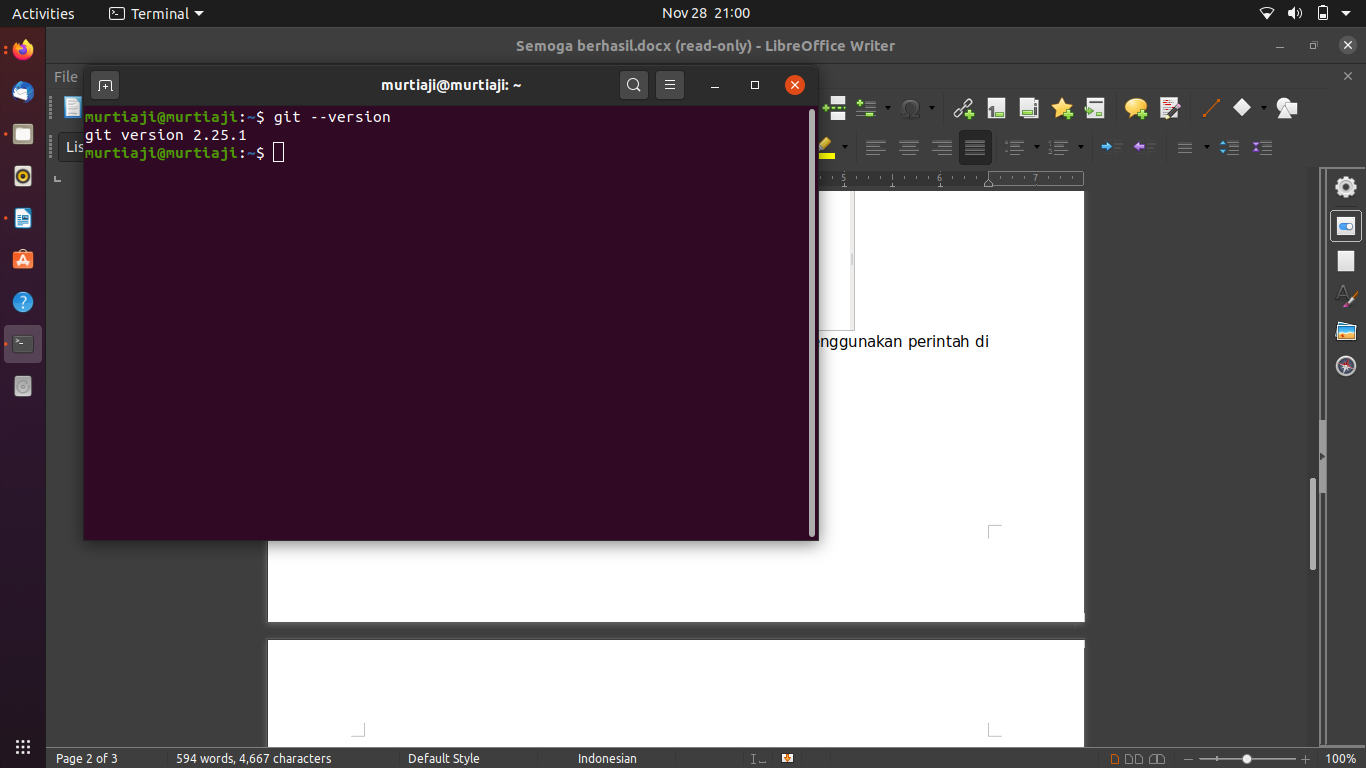 Activities
Terminal
Nov 28 21:00
Semoga berhasil.docx (read-only) - LibreOffice Writer
File
murtiaji@murtiaji: ~
murtiaji@murtiaji:~$ git --version
git version 2.25.1
murtiaji@murtiaji:~$
Lis
5 6 7
enggunakan perintah di
Page 2 of 3
594 words, 4,667 characters
Default Style
Indonesian
100%